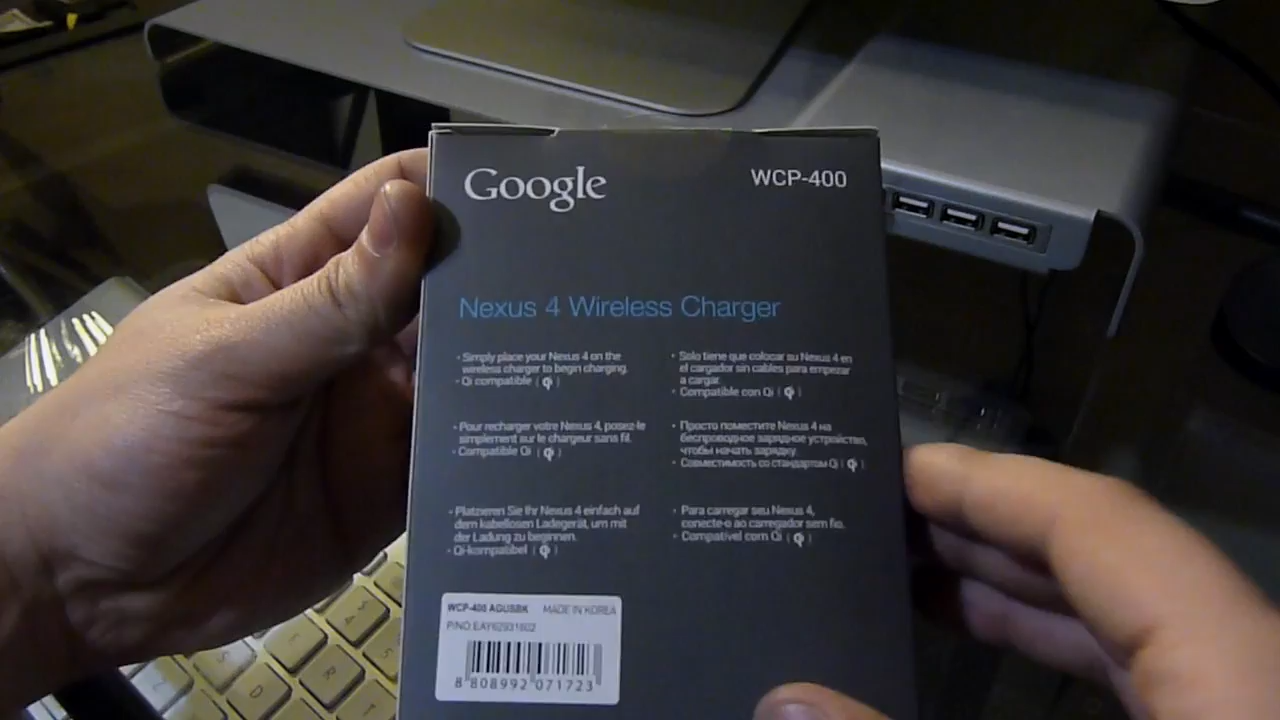 Google
WCP-400
Nexus 4 Wireless Charger
• Simply place your Nexus 4 on the
wireless charger to begin charging.
• Qi compatible ( )
• Solo tiene que colocar su Nexus 4 en
el cargador sin cables para empezar
a cargar.
• Compatible con Qi ( )
• Pour recharger votre Nexus 4, posez-le
simplement sur le chargeur sans fil.
• Compatible Qi ( )
• Просто поместите Nexus 4 на
беспроводное зарядное устройство,
чтобы начать зарядку.
• Совместимость со стандартом Qi ( )
• Platzieren Sie Ihr Nexus 4 einfach auf
dem kabellosen Ladegerät, um mit
der Ladung zu beginnen.
• Qi-kompatibel ( )
• Para carregar seu Nexus 4,
conecte-o ao carregador sem fio.
• Compatível com Qi ( )
WCP-400 AGUSBK MADE IN KOREA
P/NO:
8 808992 071723
D
R